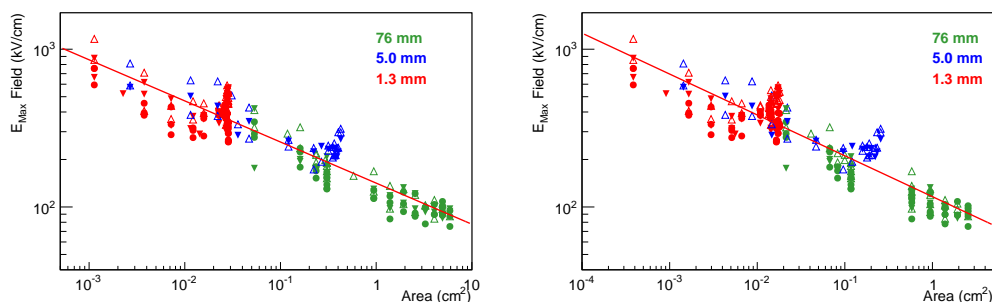 E_Max Field (kV/cm)
10^3
10^2
76 mm
5.0 mm
1.3 mm
10^-3
10^-2
10^-1
1
10
Area (cm^2)
E_Max Field (kV/cm)
10^3
10^2
76 mm
5.0 mm
1.3 mm
10^-4
10^-3
10^-2
10^-1
1
Area (cm^2)